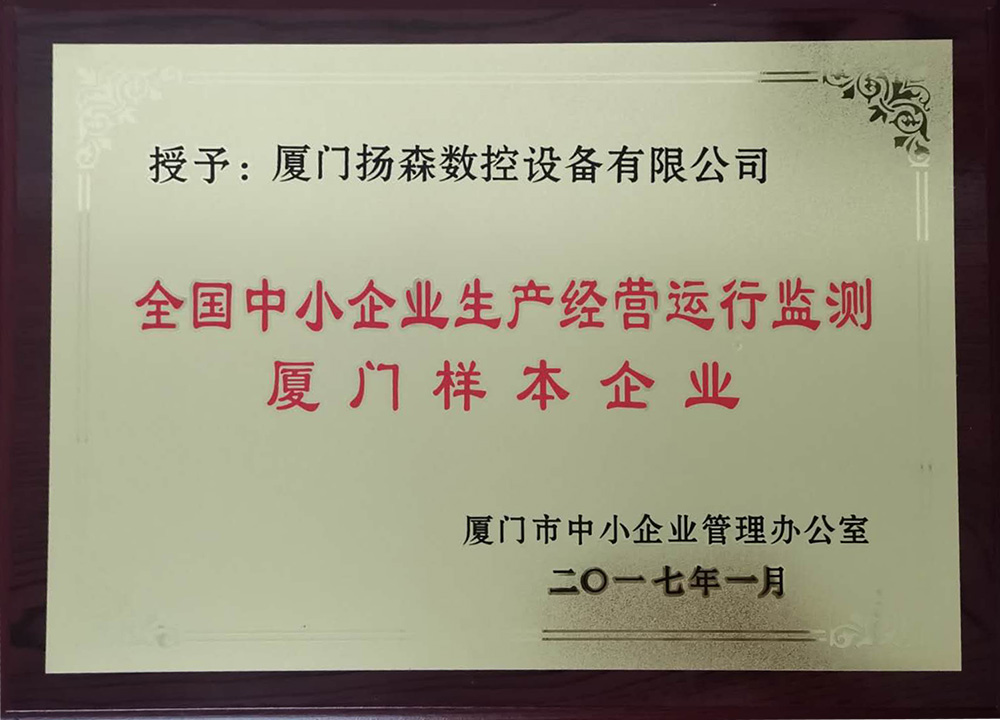 授予：厦门扬森数控设备有限公司
全国中小企业生产经营运行监测
厦门样本企业
厦门市中小企业管理办公室
二〇一七年一月